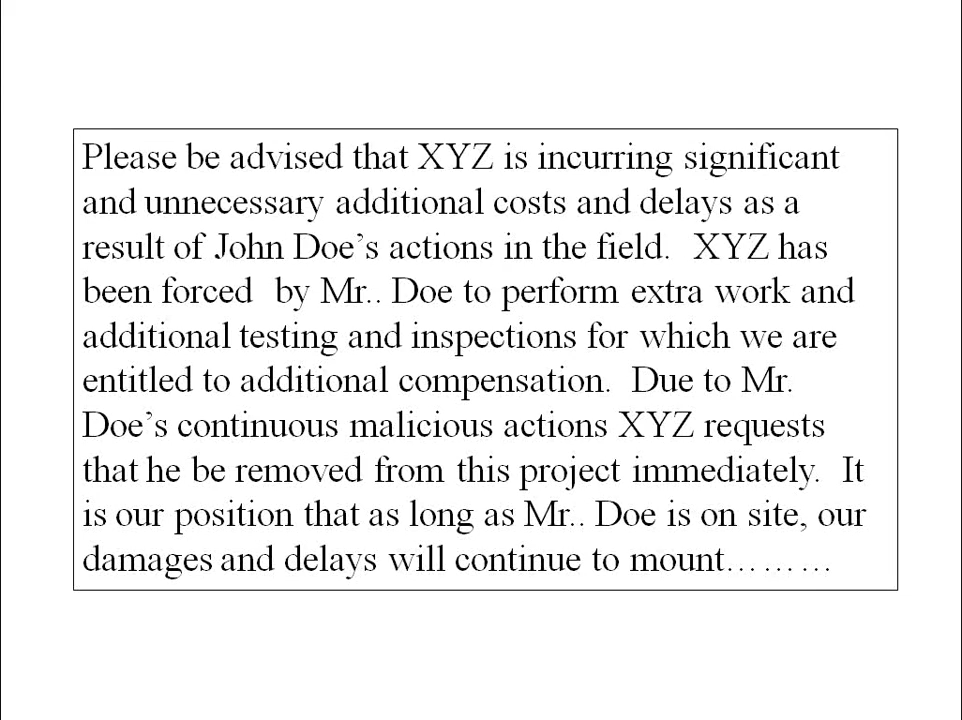 Please be advised that XYZ is incurring significant
and unnecessary additional costs and delays as a
result of John Doe’s actions in the field.  XYZ has
been forced  by Mr.. Doe to perform extra work and
additional testing and inspections for which we are
entitled to additional compensation.  Due to Mr.
Doe’s continuous malicious actions XYZ requests
that he be removed from this project immediately.  It
is our position that as long as Mr.. Doe is on site, our
damages and delays will continue to mount………